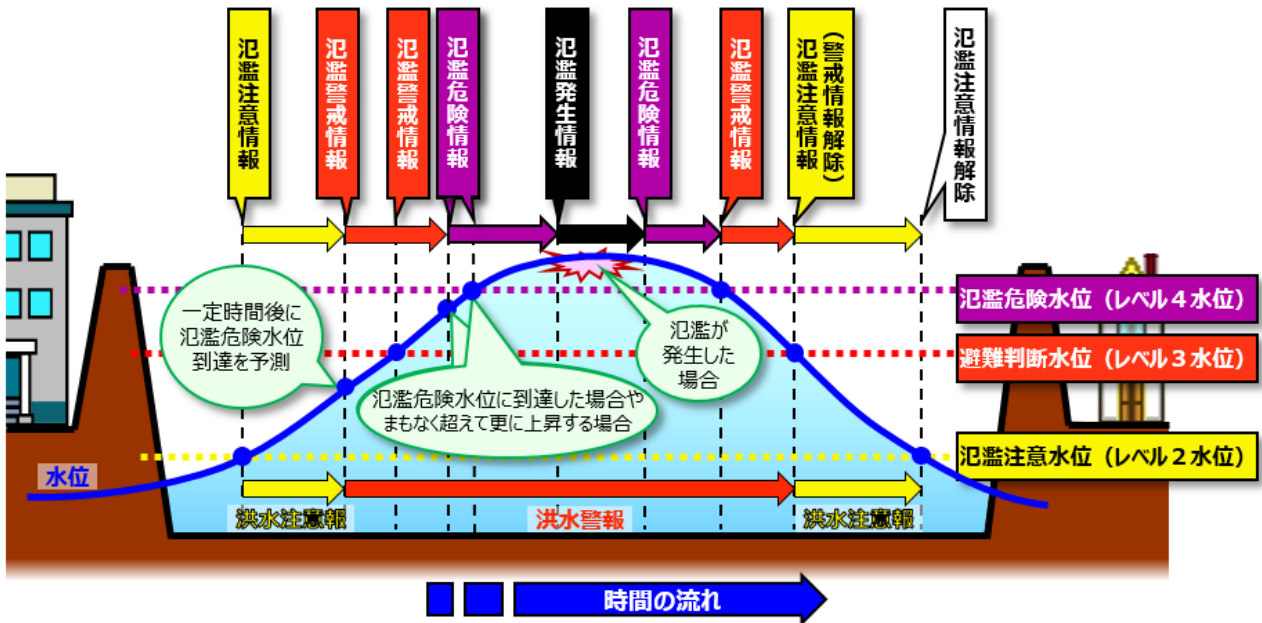 氾濫注意情報
氾濫警戒情報
氾濫警戒情報
氾濫危険情報
氾濫発生情報
氾濫危険情報
氾濫警戒情報
(警戒情報解除)
氾濫注意情報
氾濫注意情報解除
一定時間後に
氾濫危険水位
到達を予測
氾濫危険水位に到達した場合や
まもなく超えて更に上昇する場合
氾濫が
発生した
場合
氾濫危険水位（レベル４水位）
避難判断水位（レベル３水位）
氾濫注意水位（レベル２水位）
水位
洪水注意報
洪水警報
洪水注意報
時間の流れ